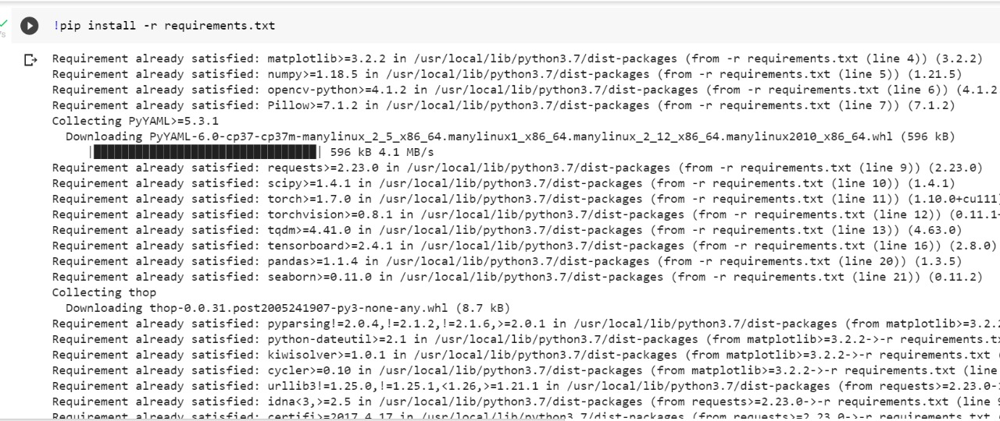 !pip install -r requirements.txt
Requirement already satisfied: matplotlib>=3.2.2 in /usr/local/lib/python3.7/dist-packages (from -r requirements.txt (line 4)) (3.2.2)
Requirement already satisfied: numpy>=1.18.5 in /usr/local/lib/python3.7/dist-packages (from -r requirements.txt (line 5)) (1.21.5)
Requirement already satisfied: opencv-python>=4.1.2 in /usr/local/lib/python3.7/dist-packages (from -r requirements.txt (line 6)) (4.1.2
Requirement already satisfied: Pillow>=7.1.2 in /usr/local/lib/python3.7/dist-packages (from -r requirements.txt (line 7)) (7.1.2)
Collecting PyYAML>=5.3.1
Downloading PyYAML-6.0-cp37-cp37m-manylinux_2_5_x86_64.manylinux1_x86_64.manylinux_2_12_x86_64.manylinux2010_x86_64.whl (596 kB)
|████████████████████████████████| 596 kB 4.1 MB/s
Requirement already satisfied: requests>=2.23.0 in /usr/local/lib/python3.7/dist-packages (from -r requirements.txt (line 9)) (2.23.0)
Requirement already satisfied: scipy>=1.4.1 in /usr/local/lib/python3.7/dist-packages (from -r requirements.txt (line 10)) (1.4.1)
Requirement already satisfied: torch>=1.7.0 in /usr/local/lib/python3.7/dist-packages (from -r requirements.txt (line 11)) (1.10.0+cu111
Requirement already satisfied: torchvision>=0.8.1 in /usr/local/lib/python3.7/dist-packages (from -r requirements.txt (line 12)) (0.11.1
Requirement already satisfied: tqdm>=4.41.0 in /usr/local/lib/python3.7/dist-packages (from -r requirements.txt (line 13)) (4.63.0)
Requirement already satisfied: tensorboard>=2.4.1 in /usr/local/lib/python3.7/dist-packages (from -r requirements.txt (line 16)) (2.8.0)
Requirement already satisfied: pandas>=1.1.4 in /usr/local/lib/python3.7/dist-packages (from -r requirements.txt (line 20)) (1.3.5)
Requirement already satisfied: seaborn>=0.11.0 in /usr/local/lib/python3.7/dist-packages (from -r requirements.txt (line 21)) (0.11.2)
Collecting thop
Downloading thop-0.0.31.post2005241907-py3-none-any.whl (8.7 kB)
Requirement already satisfied: pyparsing!=2.0.4,!=2.1.2,!=2.1.6,>=2.0.1 in /usr/local/lib/python3.7/dist-packages (from matplotlib>=3.2.2
Requirement already satisfied: python-dateutil>=2.1 in /usr/local/lib/python3.7/dist-packages (from matplotlib>=3.2.2->-r
Requirement already satisfied: kiwisolver>=1.0.1 in /usr/local/lib/python3.7/dist-packages (from matplotlib>=3.2.2->-r requirements.txt
Requirement already satisfied: cycler>=0.10 in /usr/local/lib/python3.7/dist-packages (from matplotlib>=3.2.2->-r requirements.txt (line
Requirement already satisfied: urllib3!=1.25.0,!=1.25.1,<1.26,>=1.21.1 in /usr/local/lib/python3.7/dist-packages (from requests>=2.23.0-
Requirement already satisfied: idna<3,>=2.5 in /usr/local/lib/python3.7/dist-packages (from requests>=2.23.0->-r requirements.txt (line
Requirement already satisfied: certifi>=2017.4.17 in /usr/local/lib/python3.7/dist-packages (from requests>=2.23.0->-r requirements.txt